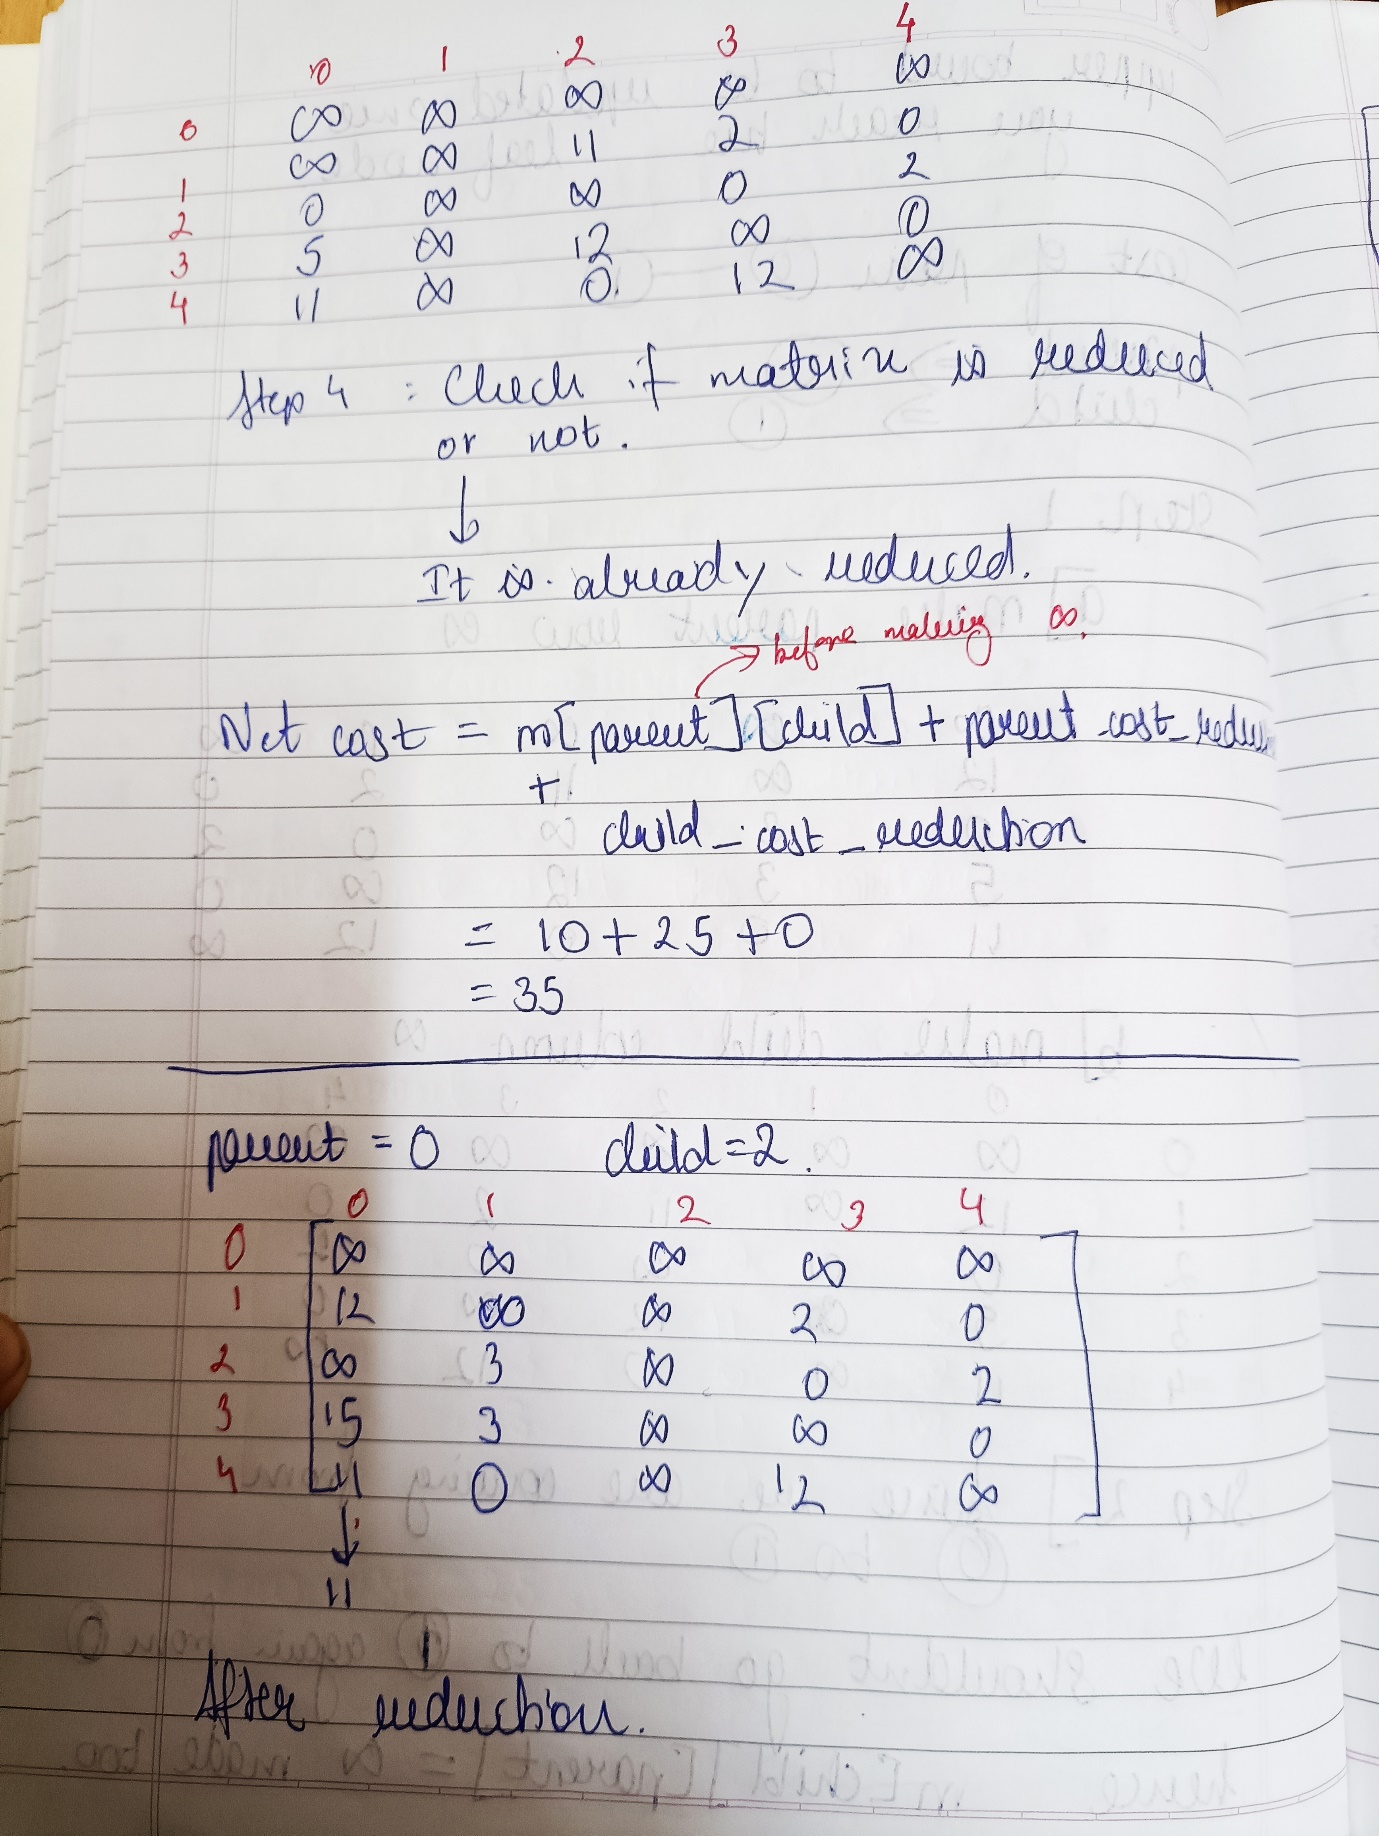 0 1 2 3 4
0 ∞ ∞ ∞ ∞ ∞
1 ∞ ∞ 11 2 0
2 0 ∞ ∞ 0 2
3 5 ∞ 12 ∞ 0
4 11 ∞ 0 12 ∞
Step 4 : Check if matrix is reduced
or not.
↓
It is already reduced.
before making ∞.
Net cost = m[parent][child] + parent cost_redu
+
child_cost_reduction
= 10 + 25 + 0
= 35
parent = 0 child = 2.
0 1 2 3 4
0 ∞ ∞ ∞ ∞ ∞
1 12 ∞ ∞ 2 0
2 ∞ 3 ∞ 0 2
3 15 3 ∞ ∞ 0
4 11 0 ∞ 12 ∞
↓
11
After reduction.